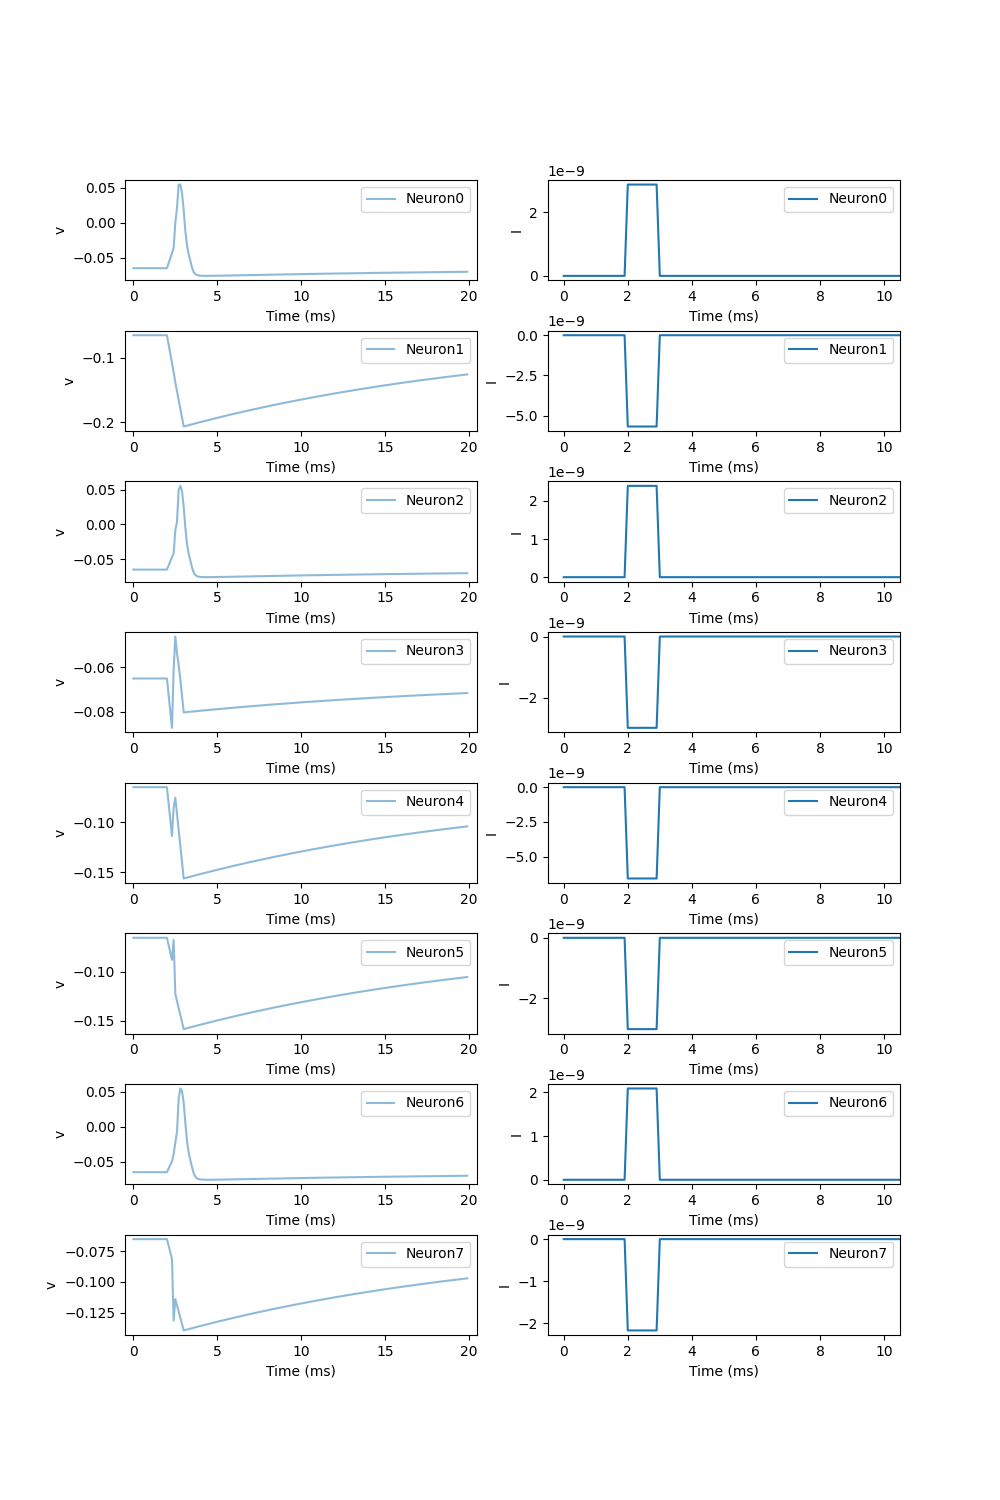 1e-9
0.05 Neuron0 Neuron0
0.00 2
v I
−0.05 0
0 5 10 15 20 0 2 4 6 8 10
Time (ms) Time (ms)
1e-9
−0.1 Neuron1 0.0 Neuron1
v I −2.5
−0.2 −5.0
0 5 10 15 20 0 2 4 6 8 10
Time (ms) Time (ms)
1e-9
0.05 Neuron2 2 Neuron2
0.00 1
v I
−0.05 0
0 5 10 15 20 0 2 4 6 8 10
Time (ms) Time (ms)
1e-9
Neuron3 0 Neuron3
−0.06
v I
−0.08 −2
0 5 10 15 20 0 2 4 6 8 10
Time (ms) Time (ms)
1e-9
Neuron4 0.0 Neuron4
−0.10 −2.5
v I
−0.15 −5.0
0 5 10 15 20 0 2 4 6 8 10
Time (ms) Time (ms)
1e-9
Neuron5 0 Neuron5
−0.10
v I
−0.15 −2
0 5 10 15 20 0 2 4 6 8 10
Time (ms) Time (ms)
1e-9
0.05 Neuron6 2 Neuron6
0.00 1
v I
−0.05 0
0 5 10 15 20 0 2 4 6 8 10
Time (ms) Time (ms)
1e-9
−0.075 Neuron7 0 Neuron7
−0.100 −1
v I
−0.125 −2
0 5 10 15 20 0 2 4 6 8 10
Time (ms) Time (ms)